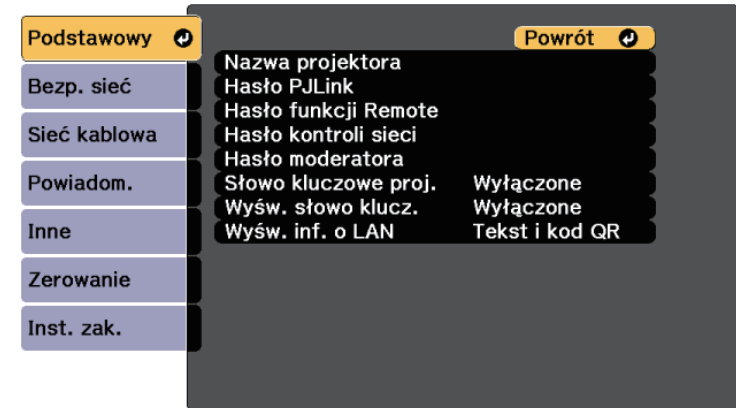 Podstawowy
Bezp. sieć
Sieć kablowa
Powiadom.
Inne
Zerowanie
Inst. zak.
Powrót
Nazwa projektora
Hasło PJLink
Hasło funkcji Remote
Hasło kontroli sieci
Hasło moderatora
Słowo kluczowe proj. Wyłączone
Wyśw. słowo klucz. Wyłączone
Wyśw. inf. o LAN Tekst i kod QR